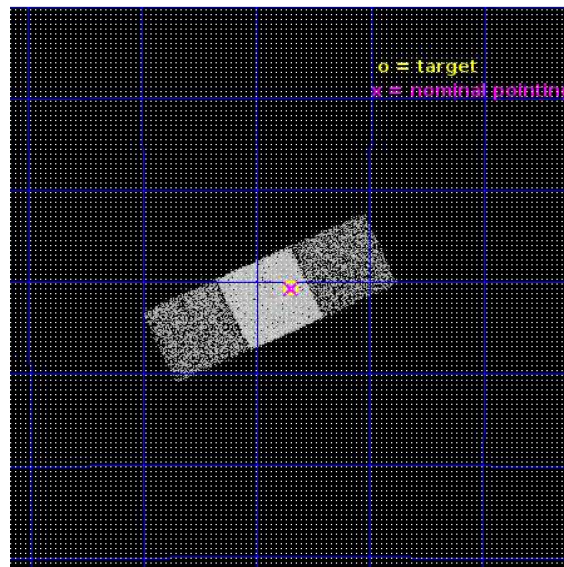 o = target
x = nominal pointin